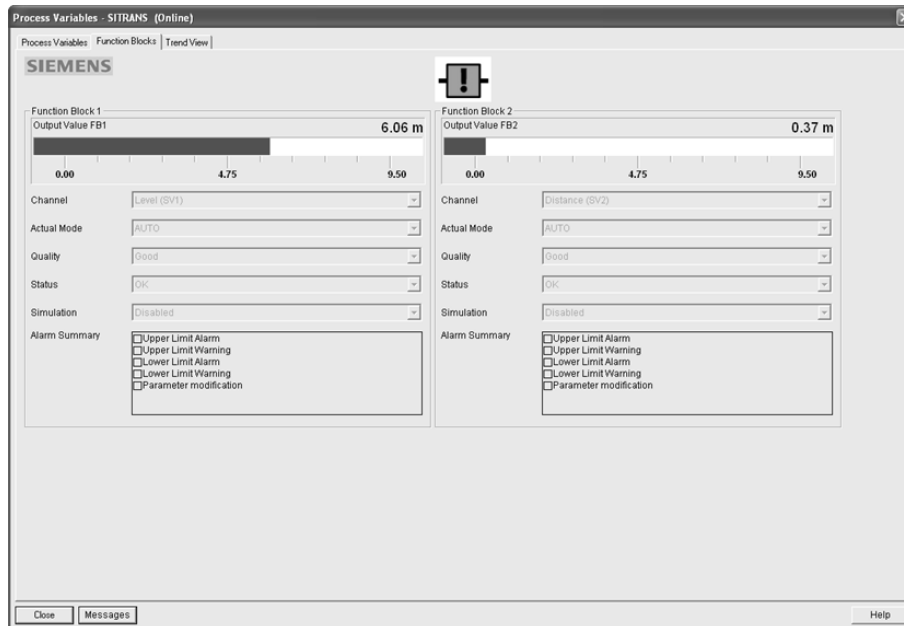 Process Variables - SITRANS (Online)
Process Variables
Function Blocks
Trend View
SIEMENS
!
Function Block 1
Output Value FB1
6.06 m
0.00 4.75 9.50
Channel
Level (SV1)
Actual Mode
AUTO
Quality
Good
Status
OK
Simulation
Disabled
Alarm Summary
Upper Limit Alarm
Upper Limit Warning
Lower Limit Alarm
Lower Limit Warning
Parameter modification
Function Block 2
Output Value FB2
0.37 m
0.00 4.75 9.50
Channel
Distance (SV2)
Actual Mode
AUTO
Quality
Good
Status
OK
Simulation
Disabled
Alarm Summary
Upper Limit Alarm
Upper Limit Warning
Lower Limit Alarm
Lower Limit Warning
Parameter modification
Close
Messages
Help